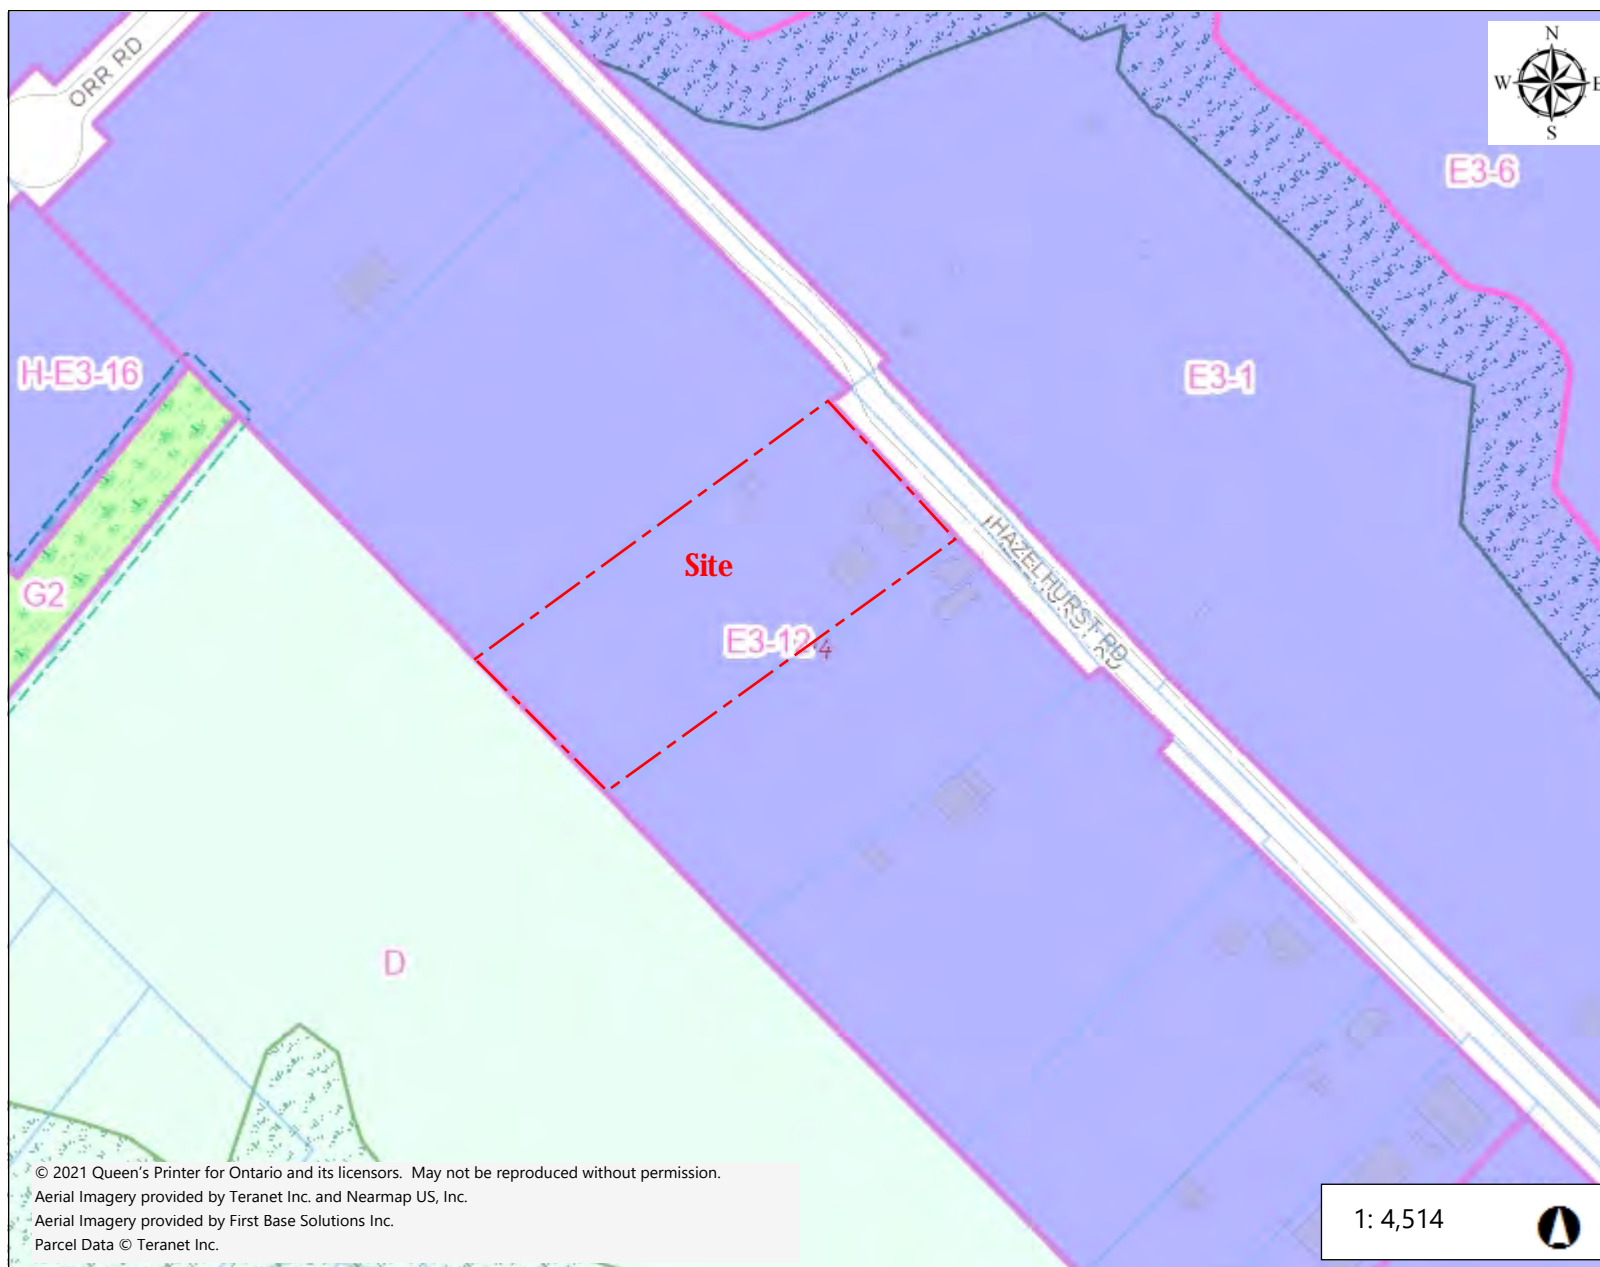 ORR RD
N
W E
S
E3-6
H-E3-16
E3-1
Site
HAZELHURST RD
G2
E3-12
4
D
© 2021 Queen's Printer for Ontario and its licensors. May not be reproduced without permission.
Aerial Imagery provided by Teranet Inc. and Nearmap US, Inc.
Aerial Imagery provided by First Base Solutions Inc.
Parcel Data © Teranet Inc.
1: 4,514